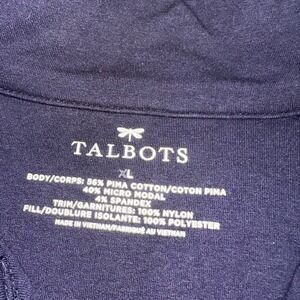 TALBOTS
XL
BODY/CORPS: 56% PIMA COTTON/COTON PIMA
40% MICRO MODAL
4% SPANDEX
TRIM/GARNITURES: 100% NYLON
FILL/DOUBLURE ISOLANTE: 100% POLYESTER
MADE IN VIETNAM/FABRIQUÉ AU VIETNAM